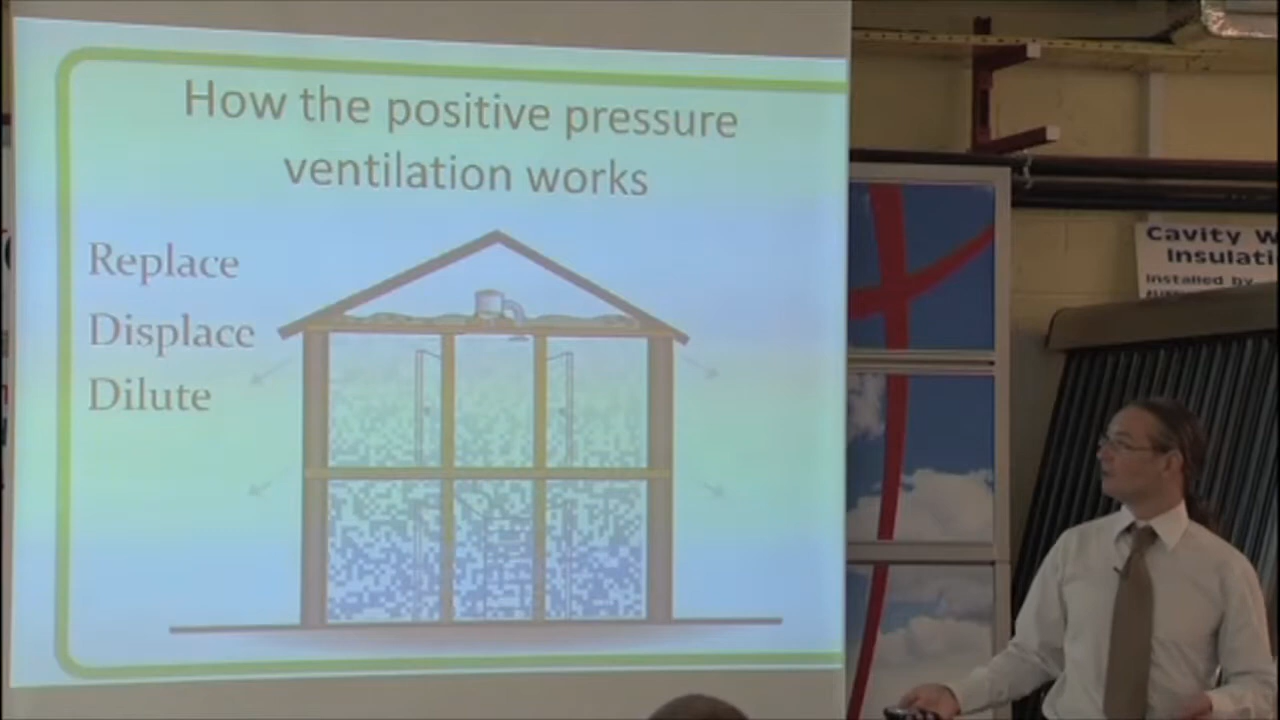 How the positive pressure
ventilation works
Replace
Displace
Dilute
Cavity W
Insulati
Installed by